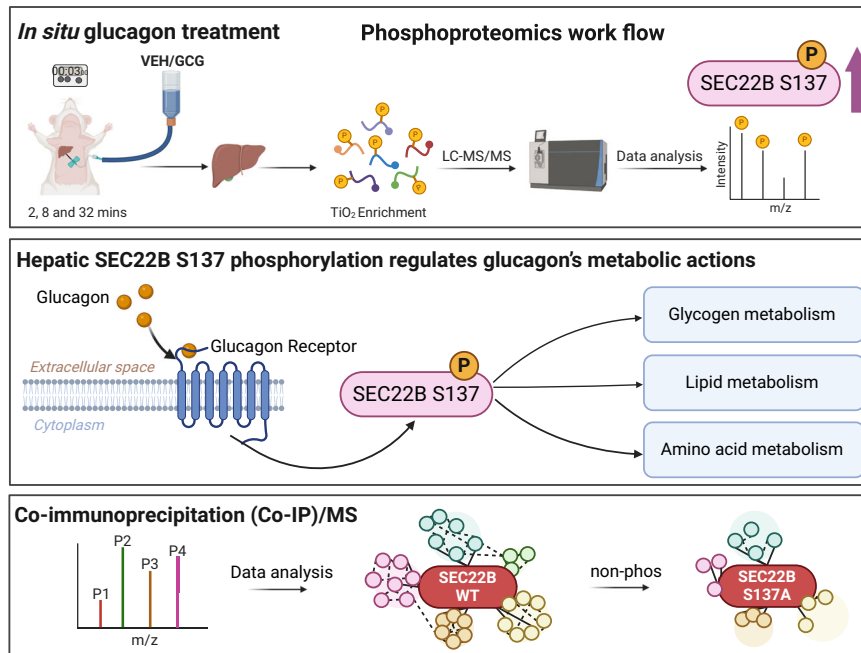 In situ glucagon treatment
Phosphoproteomics work flow
00:03
VEH/GCG
P
SEC22B S137
P
P
P
P
P
P
P
P
P
LC-MS/MS
Data analysis
Intensity
2, 8 and 32 mins
TiO2 Enrichment
m/z
Hepatic SEC22B S137 phosphorylation regulates glucagon's metabolic actions
Glucagon
Glycogen metabolism
Glucagon Receptor
Extracellular space
P
SEC22B S137
Lipid metabolism
Cytoplasm
Amino acid metabolism
Co-immunoprecipitation (Co-IP)/MS
P2
P4
P3
P1
m/z
Data analysis
SEC22B
WT
non-phos
SEC22B
S137A